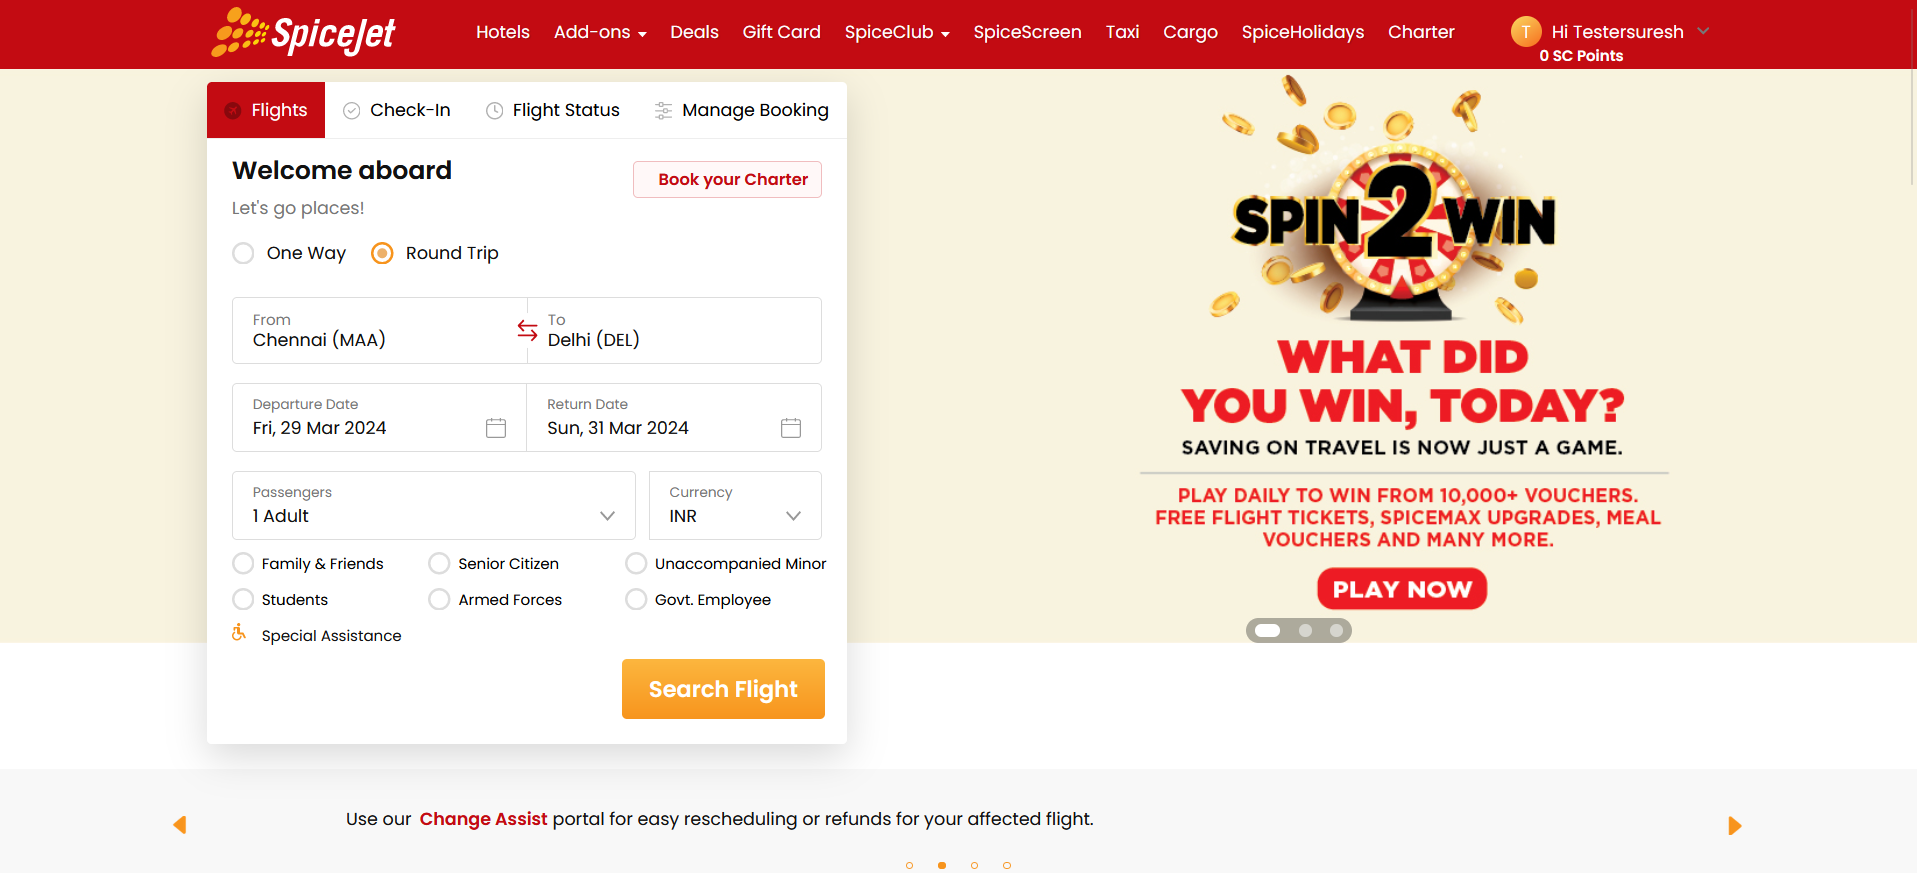 SpiceJet
Hotels Add-ons Deals Gift Card SpiceClub SpiceScreen Taxi Cargo SpiceHolidays Charter
T Hi Testersuresh
0 SC Points
Flights Check-In Flight Status Manage Booking
Welcome aboard
Book your Charter
Let's go places!
One Way Round Trip
From
Chennai (MAA)
To
Delhi (DEL)
Departure Date
Fri, 29 Mar 2024
Return Date
Sun, 31 Mar 2024
Passengers
1 Adult
Currency
INR
Family & Friends Senior Citizen Unaccompanied Minor
Students Armed Forces Govt. Employee
Special Assistance
Search Flight
SPIN 2 WIN
WHAT DID
YOU WIN, TODAY?
SAVING ON TRAVEL IS NOW JUST A GAME.
PLAY DAILY TO WIN FROM 10,000+ VOUCHERS.
FREE FLIGHT TICKETS, SPICEMAX UPGRADES, MEAL
VOUCHERS AND MANY MORE.
PLAY NOW
Use our Change Assist portal for easy rescheduling or refunds for your affected flight.